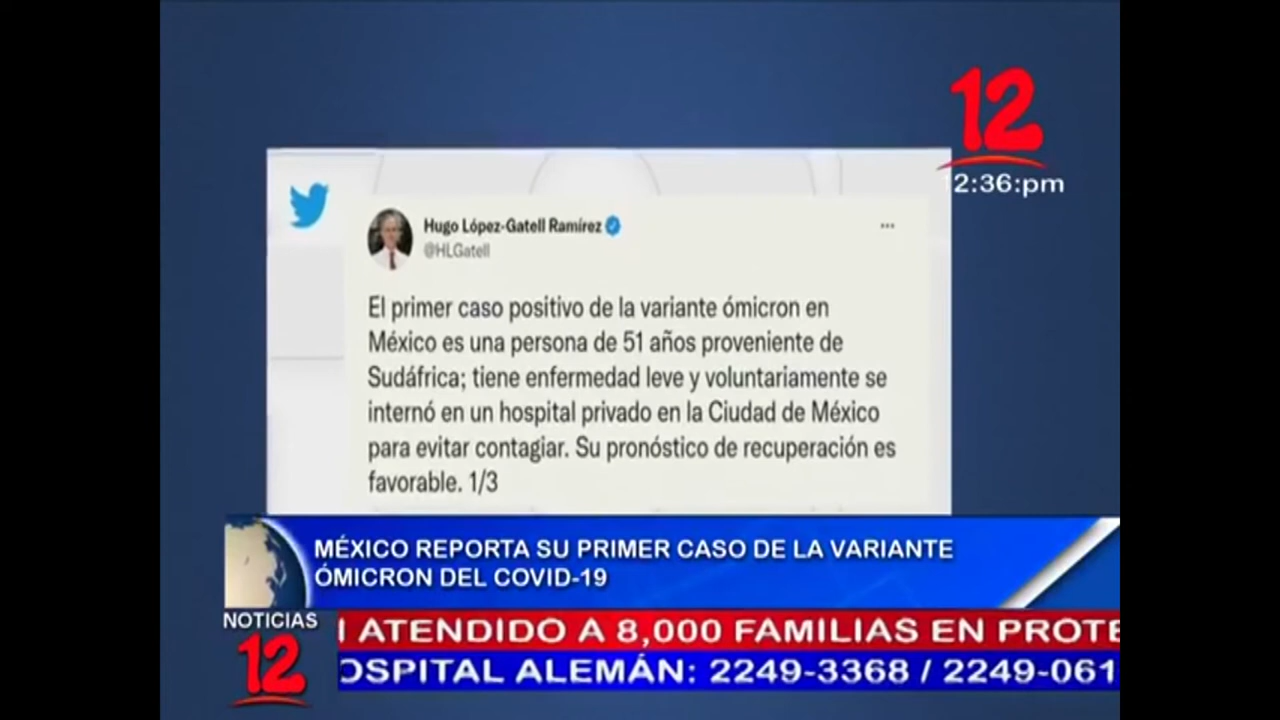 12
12:36:pm
Hugo López-Gatell Ramírez
@HLGatell
El primer caso positivo de la variante ómicron en
México es una persona de 51 años proveniente de
Sudáfrica; tiene enfermedad leve y voluntariamente se
internó en un hospital privado en la Ciudad de México
para evitar contagiar. Su pronóstico de recuperación es
favorable. 1/3
MÉXICO REPORTA SU PRIMER CASO DE LA VARIANTE
ÓMICRON DEL COVID-19
NOTICIAS
12
ATENDIDO A 8,000 FAMILIAS EN PROTE
OSPITAL ALEMÁN: 2249-3368 / 2249-061